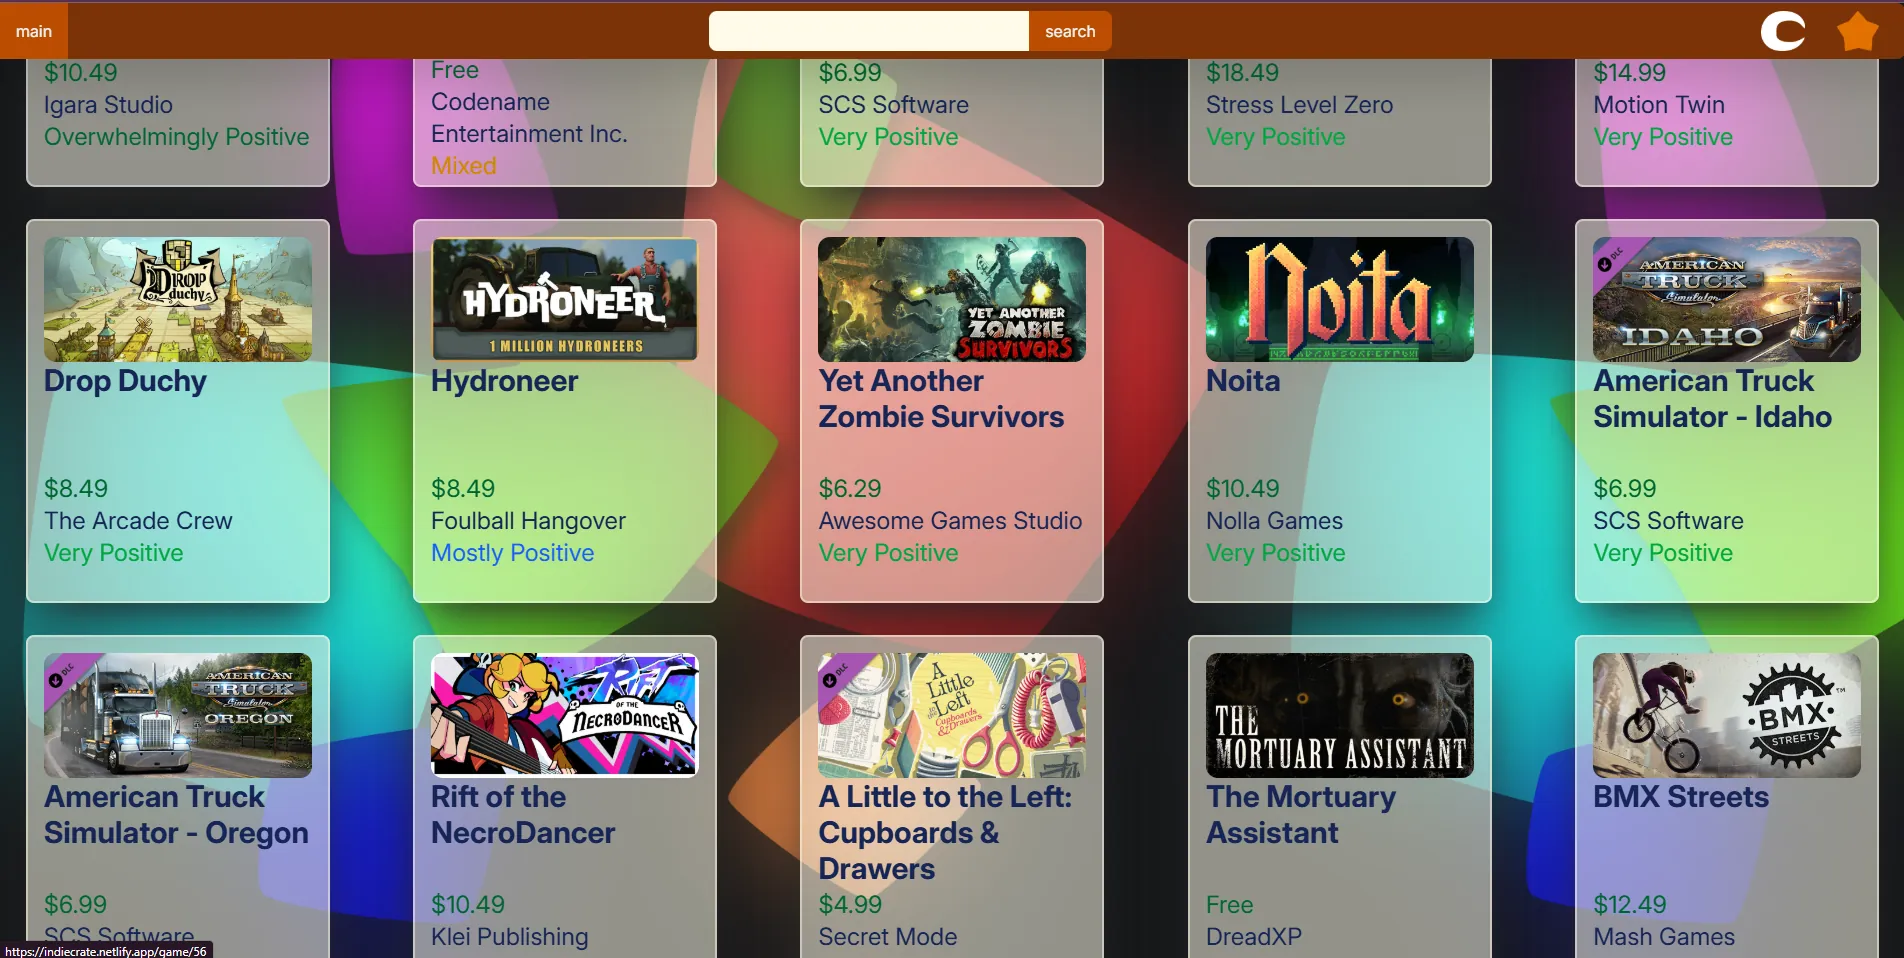 main
search
$10.49
Igara Studio
Overwhelmingly Positive
Free
Codename
Entertainment Inc.
Mixed
$6.99
SCS Software
Very Positive
$18.49
Stress Level Zero
Very Positive
$14.99
Motion Twin
Very Positive
DROP
duchy
Drop Duchy
$8.49
The Arcade Crew
Very Positive
HYDRONEER
1 MILLION HYDRONEERS
Hydroneer
$8.49
Foulball Hangover
Mostly Positive
YET ANOTHER
ZOMBIE
SURVIVORS
Yet Another
Zombie Survivors
$6.29
Awesome Games Studio
Very Positive
Noita
Noita
$10.49
Nolla Games
Very Positive
DLC
AMERICAN
TRUCK
Simulator
IDAHO
American Truck
Simulator - Idaho
$6.99
SCS Software
Very Positive
DLC
AMERICAN
TRUCK
Simulator
OREGON
American Truck
Simulator - Oregon
$6.99
SCS Software
RIFT
OF THE
NECRODANCER
Rift of the
NecroDancer
$10.49
Klei Publishing
DLC
A
Little
to the
Left
Cupboards
& Drawers
A Little to the Left:
Cupboards &
Drawers
$4.99
Secret Mode
THE
MORTUARY ASSISTANT
The Mortuary
Assistant
Free
DreadXP
BMX
STREETS
TM
BMX Streets
$12.49
Mash Games
https://indiecrate.netlify.app/game/56